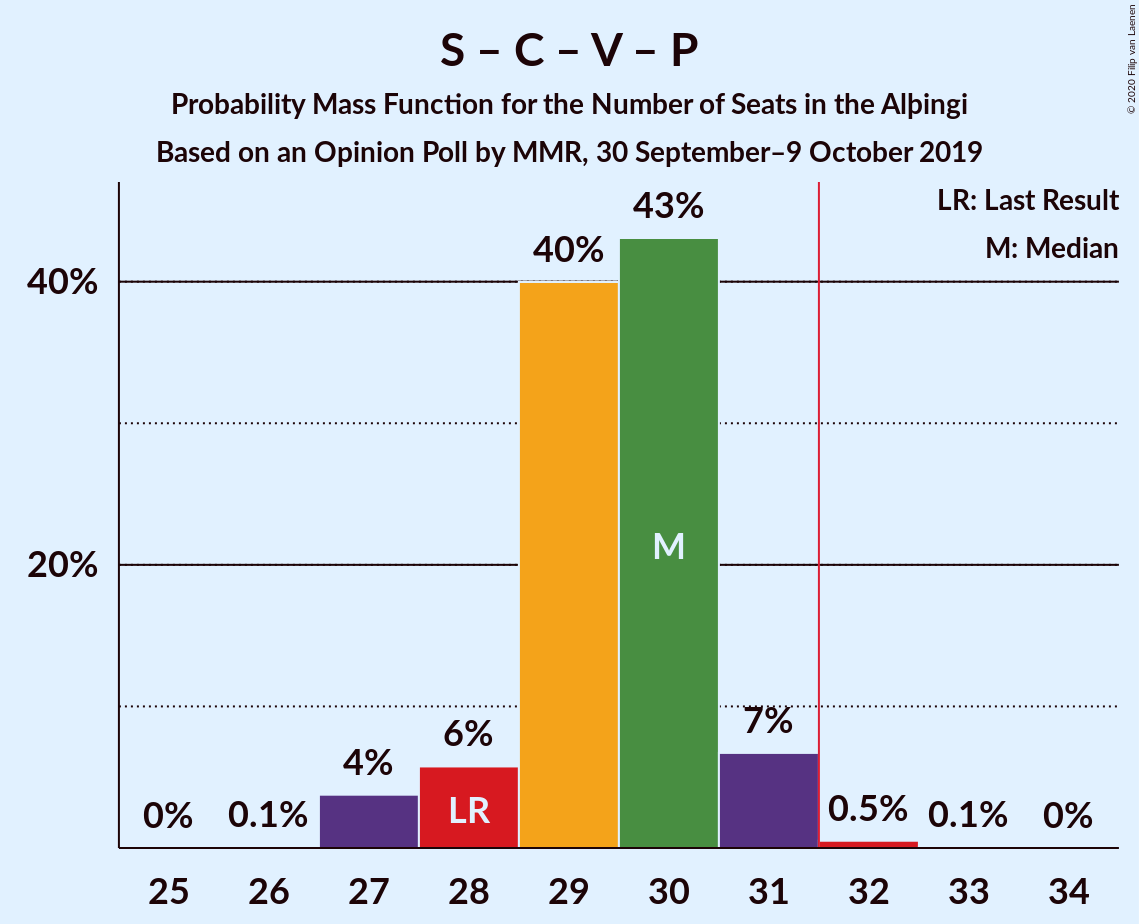 S – C – V – P
Probability Mass Function for the Number of Seats in the Alþingi
Based on an Opinion Poll by MMR, 30 September–9 October 2019
© 2020 Filip van Laenen
LR: Last Result
M: Median
43%
40%
40%
M
20%
7%
6%
4%
LR
0.5%
0%
0.1%
0.1%
0%
25 26 27 28 29 30 31 32 33 34